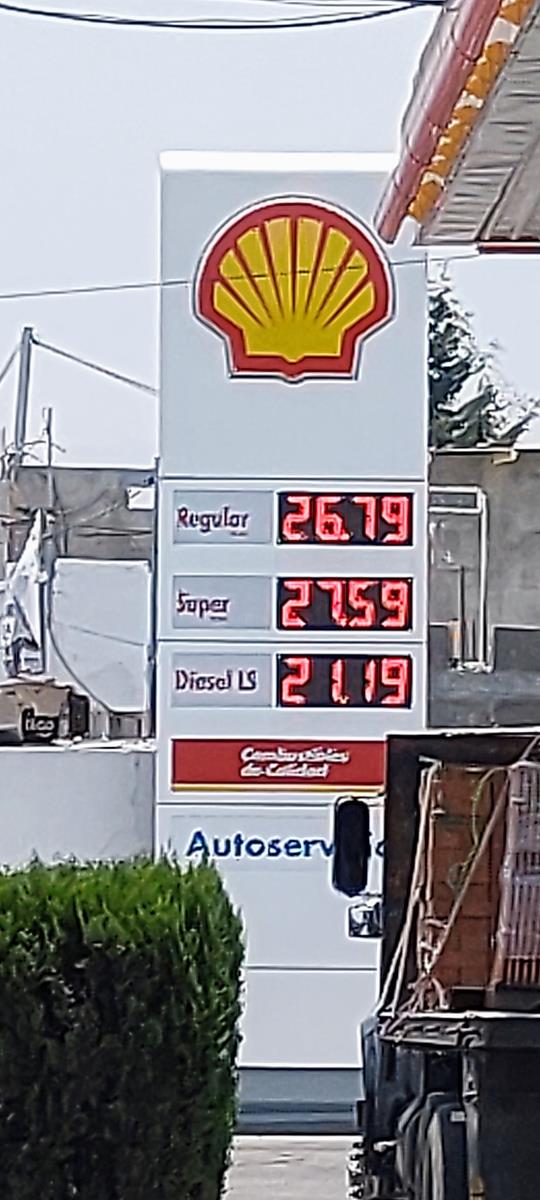 Regular 26.79
Super 27.59
Diesel LS 21.19
Combustibles
de Calidad
Autoserv